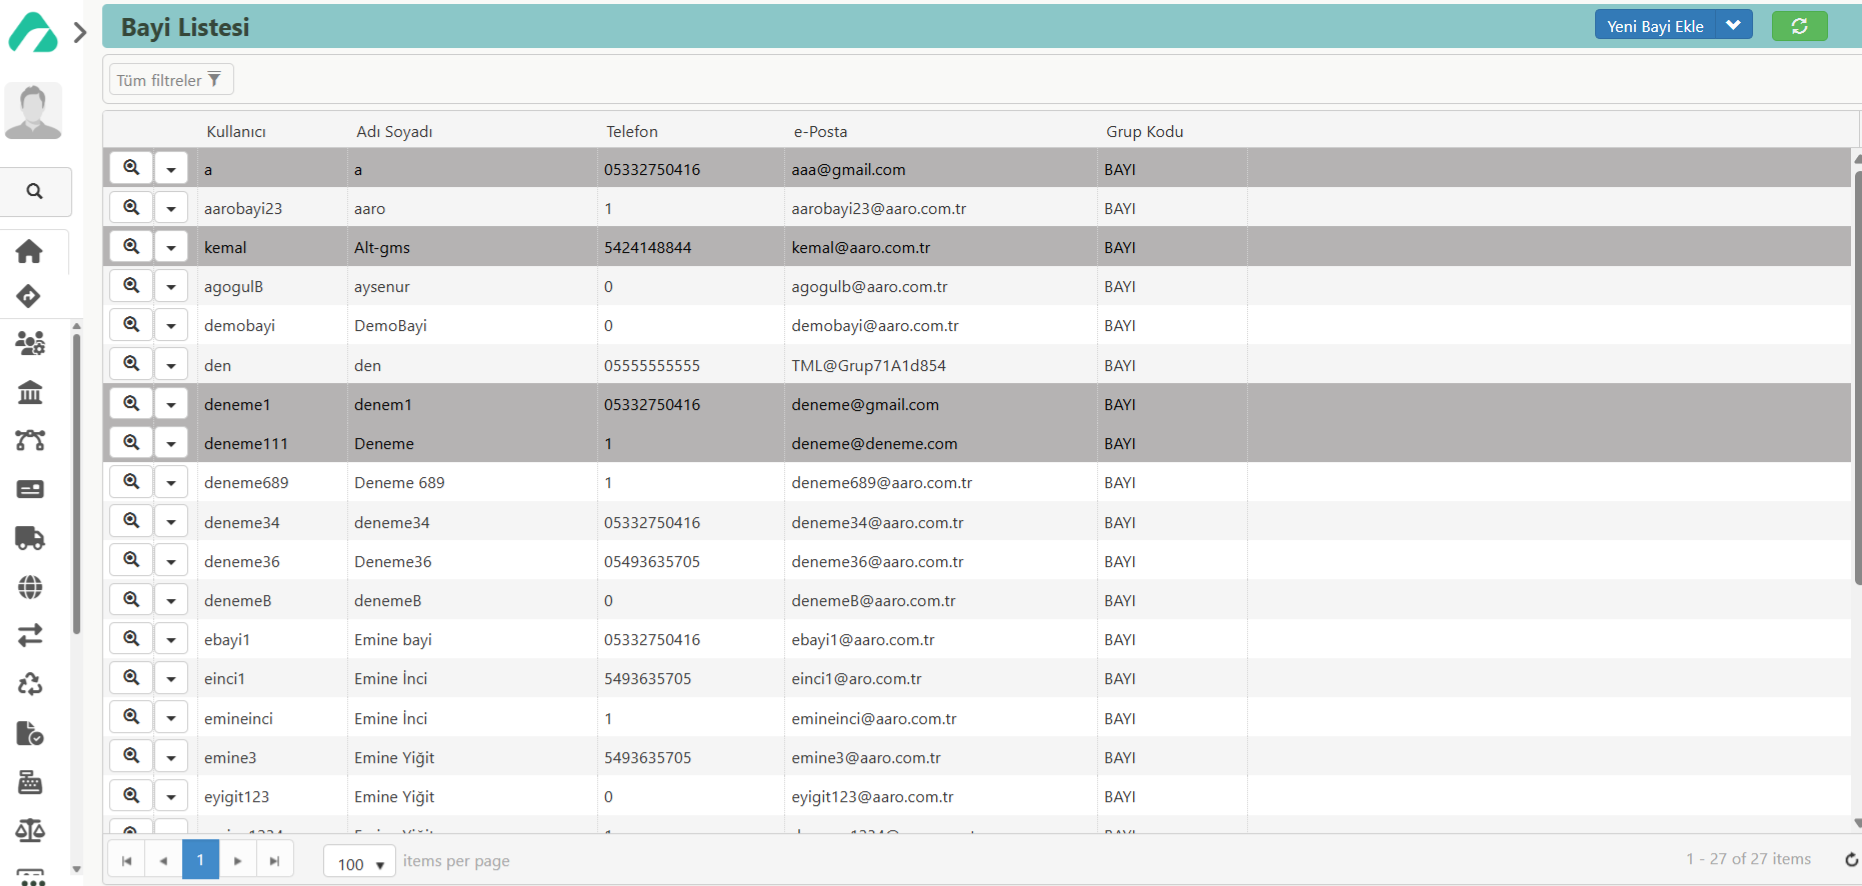 Bayi Listesi
Yeni Bayi Ekle
Tüm filtreler
Kullanıcı Adı Soyadı Telefon e-Posta Grup Kodu
a a 05332750416 aaa@gmail.com BAYI
aarobayi23 aaro 1 aarobayi23@aaro.com.tr BAYI
kemal Alt-gms 5424148844 kemal@aaro.com.tr BAYI
agogulB aysenur 0 agogulb@aaro.com.tr BAYI
demobayi DemoBayi 0 demobayi@aaro.com.tr BAYI
den den 05555555555 TML@Grup71A1d854 BAYI
deneme1 denem1 05332750416 deneme@gmail.com BAYI
deneme111 Deneme 1 deneme@deneme.com BAYI
deneme689 Deneme 689 1 deneme689@aaro.com.tr BAYI
deneme34 deneme34 05332750416 deneme34@aaro.com.tr BAYI
deneme36 Deneme36 05493635705 deneme36@aaro.com.tr BAYI
denemeB denemeB 0 denemeB@aaro.com.tr BAYI
ebayi1 Emine bayi 05332750416 ebayi1@aaro.com.tr BAYI
einci1 Emine İnci 5493635705 einci1@aro.com.tr BAYI
emineinci Emine İnci 1 emineinci@aaro.com.tr BAYI
emine3 Emine Yiğit 5493635705 emine3@aaro.com.tr BAYI
eyigit123 Emine Yiğit 0 eyigit123@aaro.com.tr BAYI
1 100 items per page 1 - 27 of 27 items